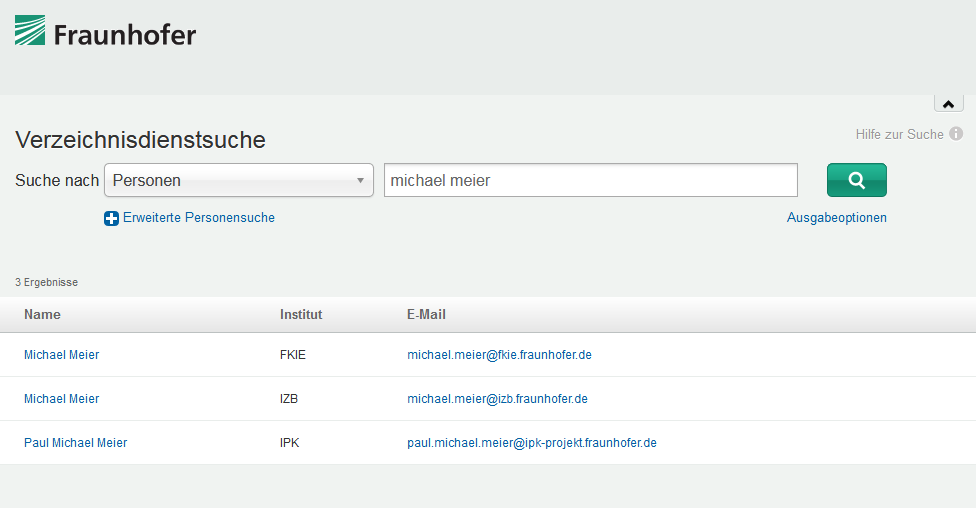 Fraunhofer
Verzeichnisdienstsuche
Hilfe zur Suche
Suche nach Personen michael meier
Erweiterte Personensuche Ausgabeoptionen
3 Ergebnisse
Name Institut E-Mail
Michael Meier FKIE michael.meier@fkie.fraunhofer.de
Michael Meier IZB michael.meier@izb.fraunhofer.de
Paul Michael Meier IPK paul.michael.meier@ipk-projekt.fraunhofer.de